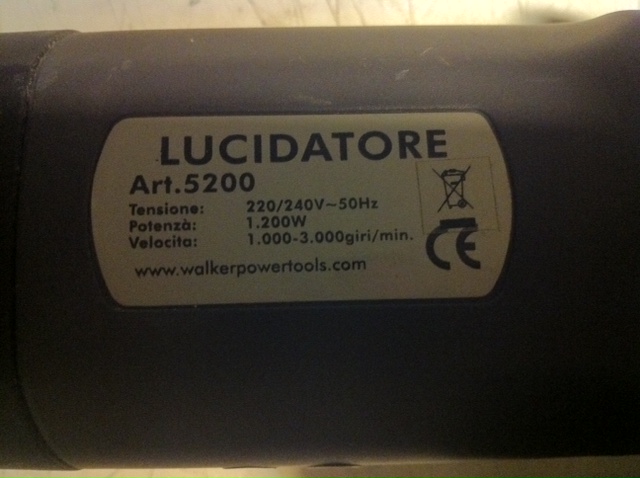 LUCIDATORE
Art.5200
Tensione: 220/240V~50Hz
Potenzà: 1.200W
Velocita: 1.000-3.000giri/min.
www.walkerpowertools.com
CE